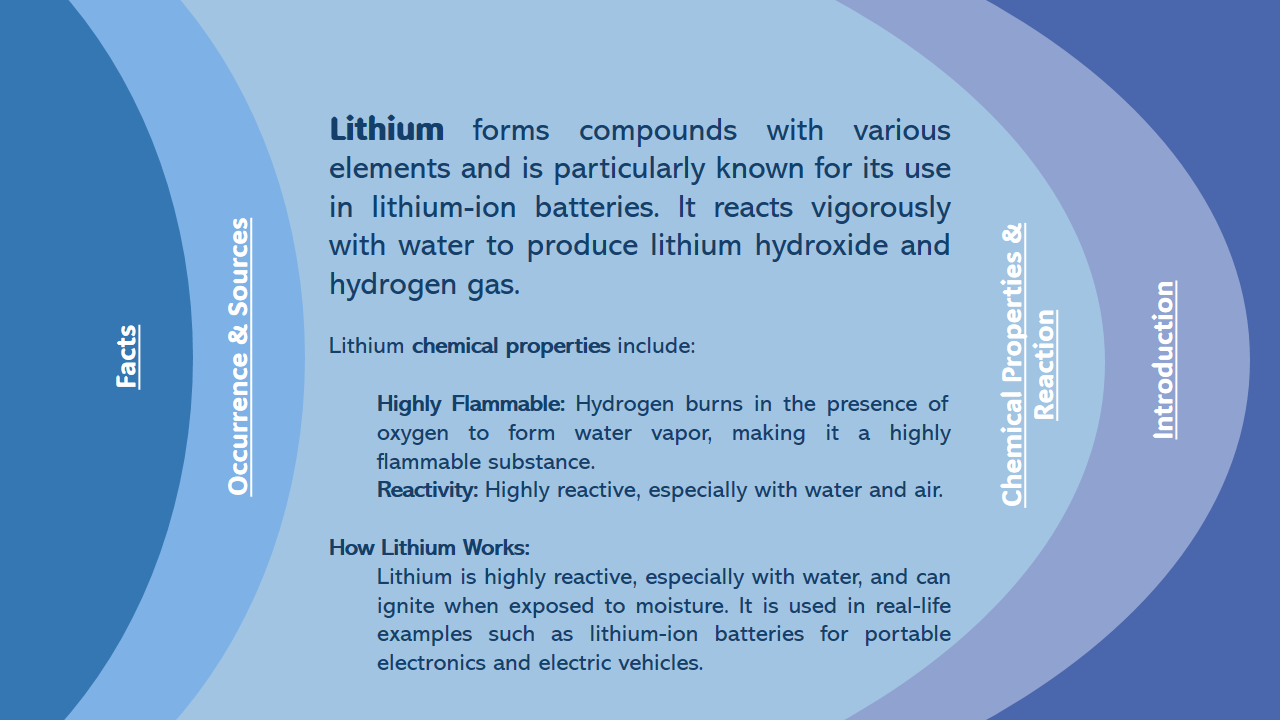 Facts
Occurrence & Sources
Lithium forms compounds with various
elements and is particularly known for its use
in lithium-ion batteries. It reacts vigorously
with water to produce lithium hydroxide and
hydrogen gas.
Lithium chemical properties include:
Highly Flammable: Hydrogen burns in the presence of
oxygen to form water vapor, making it a highly
flammable substance.
Reactivity: Highly reactive, especially with water and air.
How Lithium Works:
Lithium is highly reactive, especially with water, and can
ignite when exposed to moisture. It is used in real-life
examples such as lithium-ion batteries for portable
electronics and electric vehicles.
Chemical Properties &
Reaction
Introduction